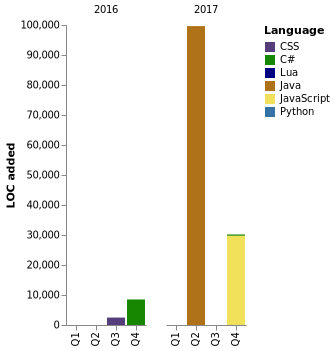 2016 2017
Language
CSS
C#
Lua
Java
JavaScript
Python
LOC added
100,000
90,000
80,000
70,000
60,000
50,000
40,000
30,000
20,000
10,000
0
Q1 Q2 Q3 Q4 Q1 Q2 Q3 Q4